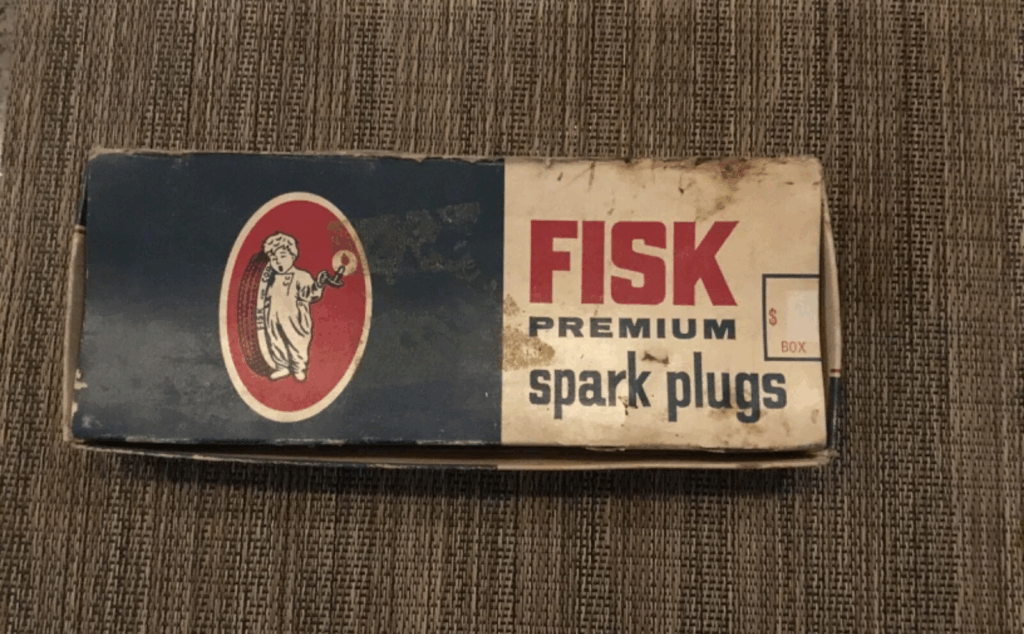 FISK
PREMIUM
spark plugs
$
BOX